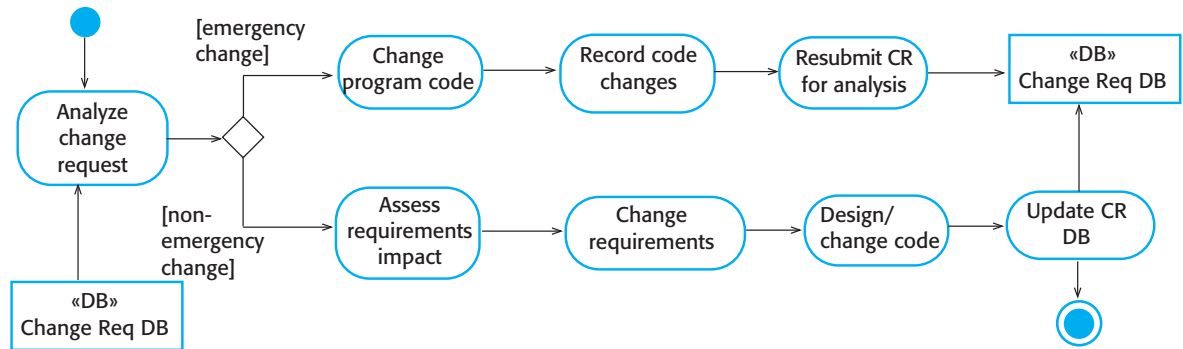 [emergency
change]
Change
program code
Record code
changes
Resubmit CR
for analysis
«DB»
Change Req DB
Analyze
change
request
[non-
emergency
change]
Assess
requirements
impact
Change
requirements
Design/
change code
Update CR
DB
«DB»
Change Req DB